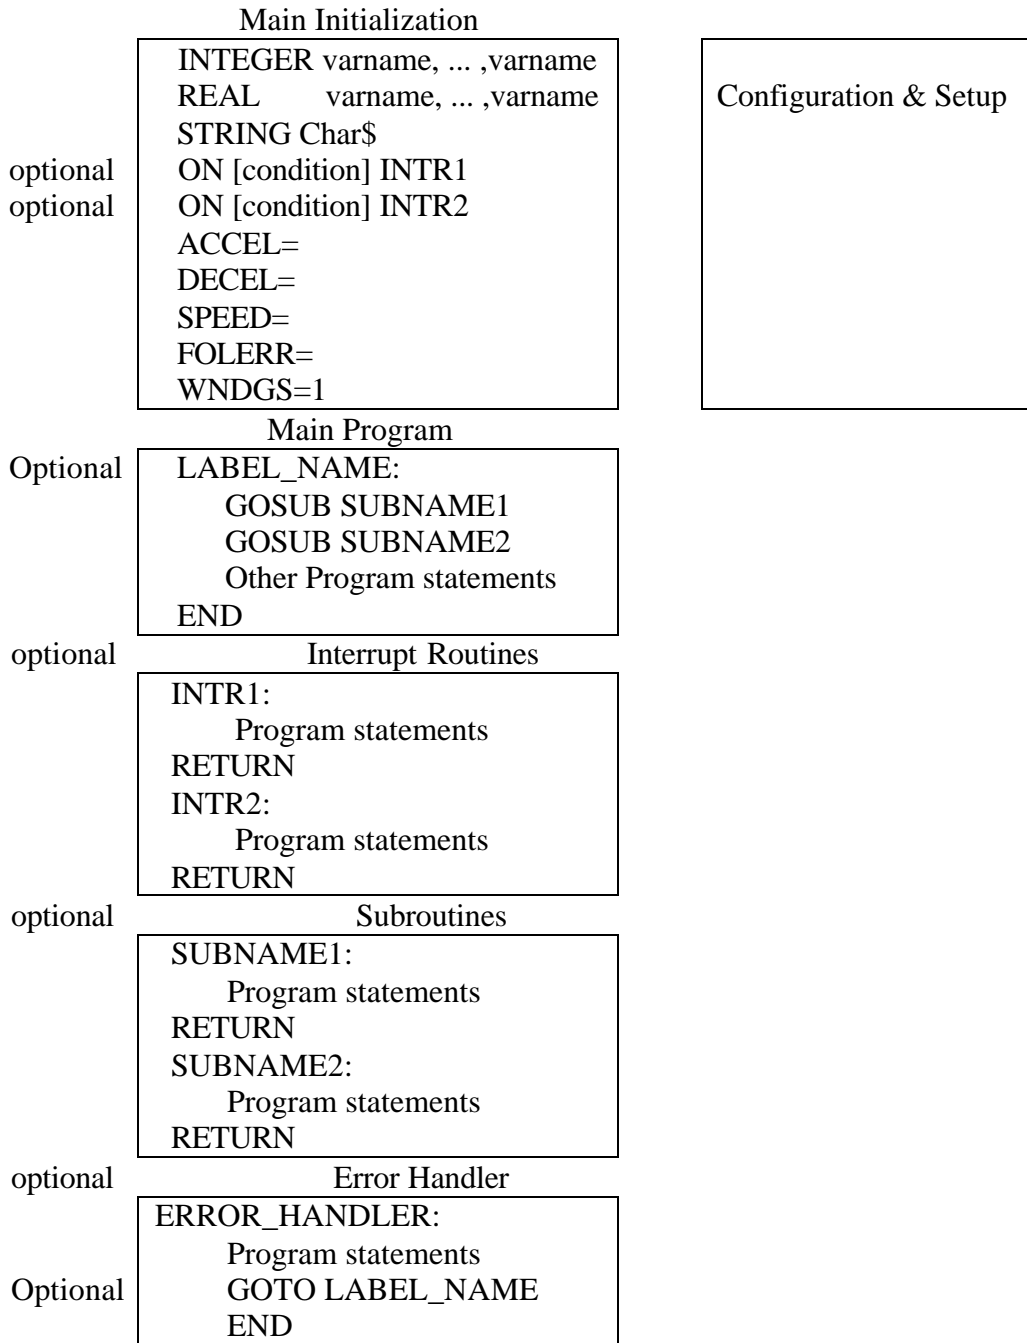 Main Initialization
INTEGER varname, ... ,varname
REAL varname, ... ,varname
Configuration & Setup
STRING Char$
optional ON [condition] INTR1
optional ON [condition] INTR2
ACCEL=
DECEL=
SPEED=
FOLERR=
WNDGS=1
Main Program
Optional LABEL_NAME:
GOSUB SUBNAME1
GOSUB SUBNAME2
Other Program statements
END
optional Interrupt Routines
INTR1:
Program statements
RETURN
INTR2:
Program statements
RETURN
optional Subroutines
SUBNAME1:
Program statements
RETURN
SUBNAME2:
Program statements
RETURN
optional Error Handler
ERROR_HANDLER:
Program statements
Optional GOTO LABEL_NAME
END